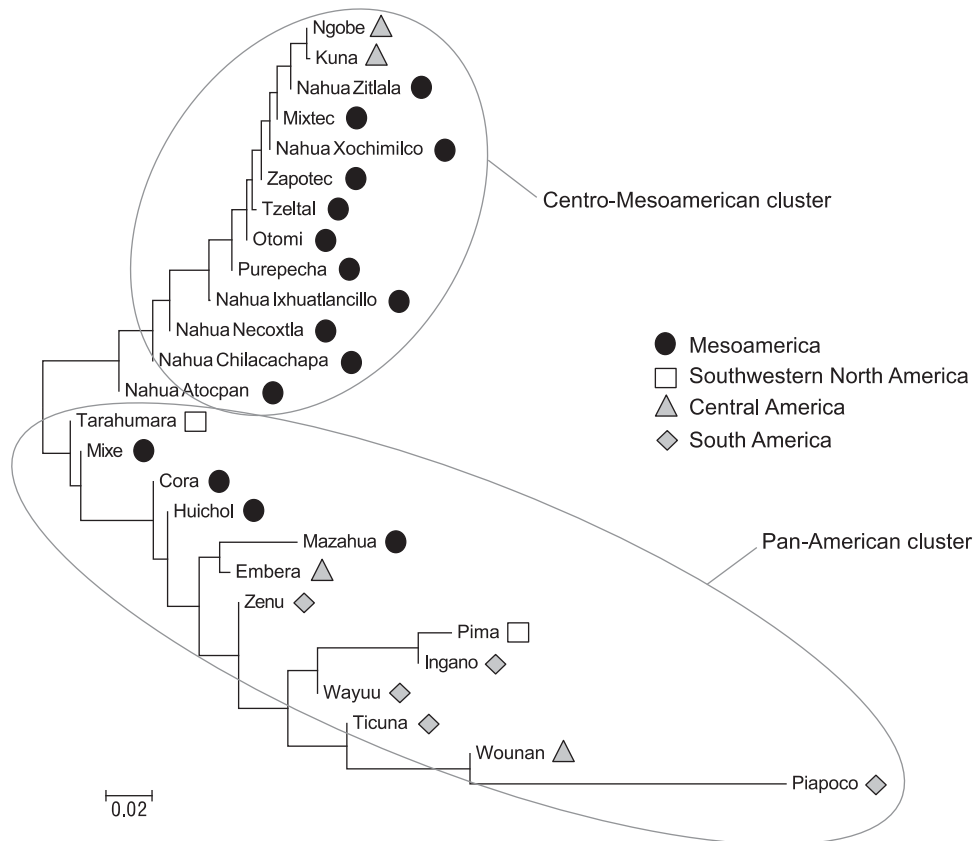 Ngobe
Kuna
Nahua Zitlala
Mixtec
Nahua Xochimilco
Zapotec
Tzeltal
Otomi
Purepecha
Nahua Ixhuatlancillo
Nahua Necoxtla
Nahua Chilacachapa
Nahua Atocpan
Centro-Mesoamerican cluster
Mesoamerica
Southwestern North America
Central America
South America
Tarahumara
Mixe
Cora
Huichol
Mazahua
Embera
Zenu
Pima
Ingano
Wayuu
Ticuna
Wounan
Piapoco
Pan-American cluster
0.02